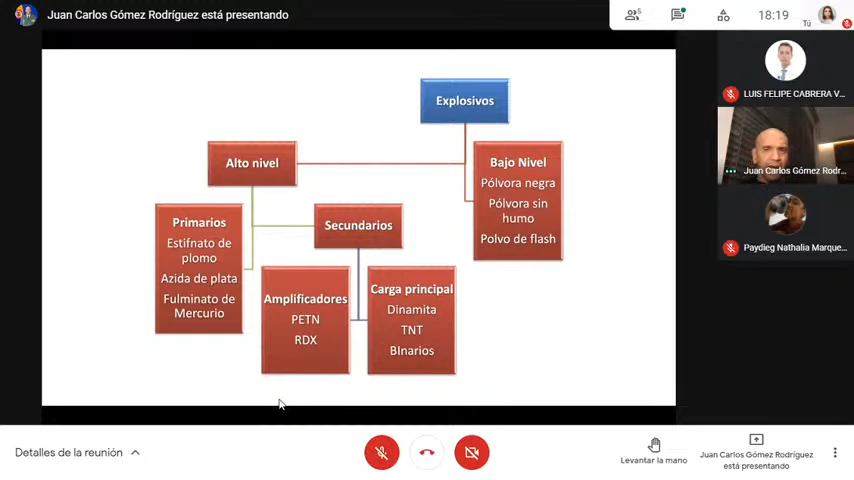 Juan Carlos Gómez Rodríguez está presentando
6
18:19
Tú
Explosivos
Alto nivel
Bajo Nivel
Pólvora negra
Pólvora sin
humo
Polvo de flash
Primarios
Estifnato de
plomo
Azida de plata
Fulminato de
Mercurio
Secundarios
Amplificadores
PETN
RDX
Carga principal
Dinamita
TNT
BInarios
LUIS FELIPE CABRERA V...
Juan Carlos Gómez Rodr...
Paydieg Nathalia Marque...
Detalles de la reunión
Levantar la mano
Juan Carlos Gómez Rodríguez
está presentando